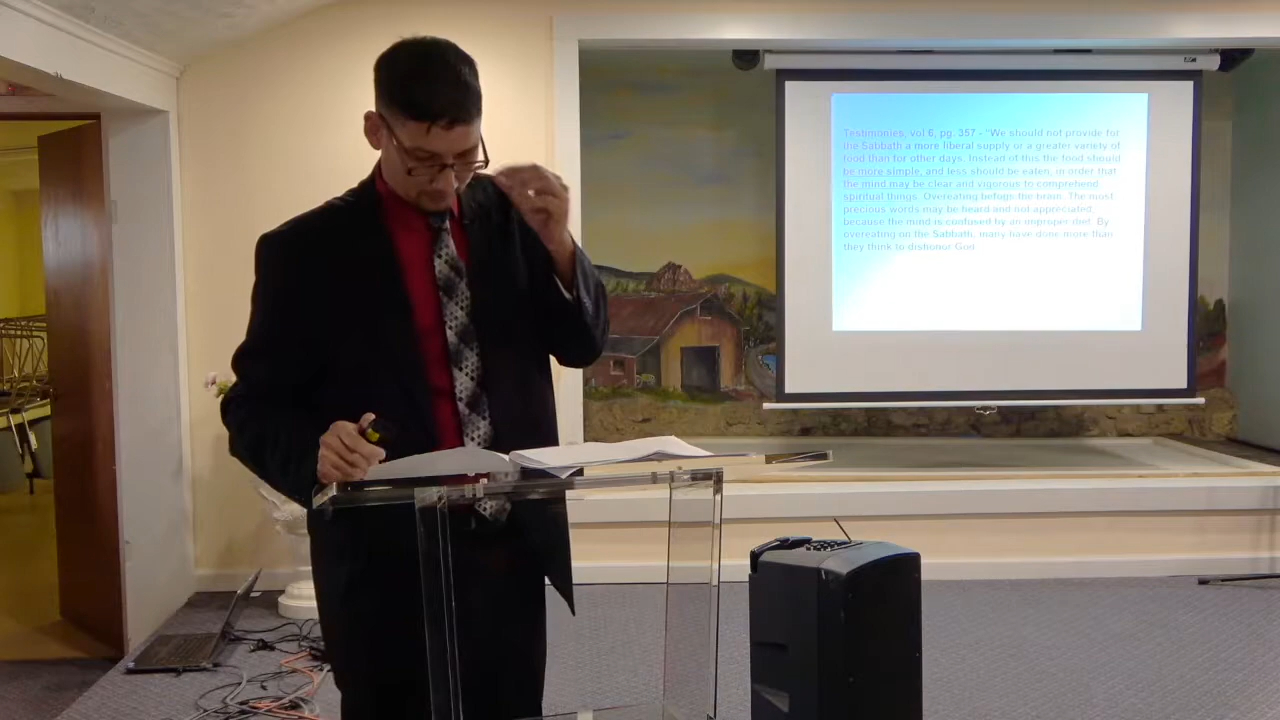 Testimonies, vol 6, pg. 357 - "We should not provide for
the Sabbath a more liberal supply or a greater variety of
food than for other days. Instead of this the food should
be more simple, and less should be eaten, in order that
the mind may be clear and vigorous to comprehend
spiritual things. Overeating befogs the brain. The most
precious words may be heard and not appreciated,
because the mind is confused by an improper diet. By
overeating on the Sabbath, many have done more than
they think to dishonor God.